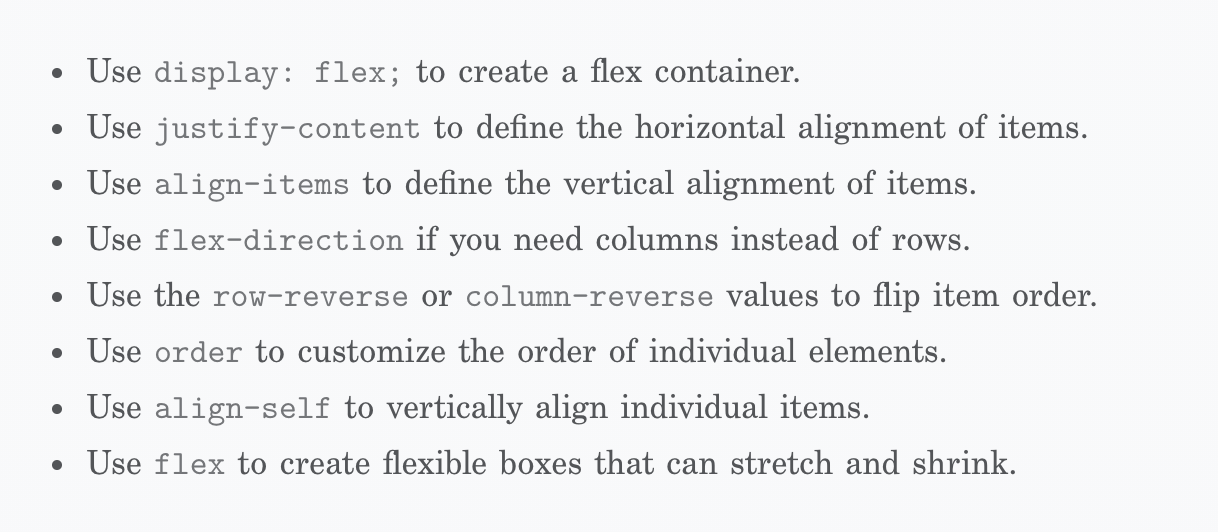 • Use display: flex; to create a flex container.
• Use justify-content to define the horizontal alignment of items.
• Use align-items to define the vertical alignment of items.
• Use flex-direction if you need columns instead of rows.
• Use the row-reverse or column-reverse values to flip item order.
• Use order to customize the order of individual elements.
• Use align-self to vertically align individual items.
• Use flex to create flexible boxes that can stretch and shrink.